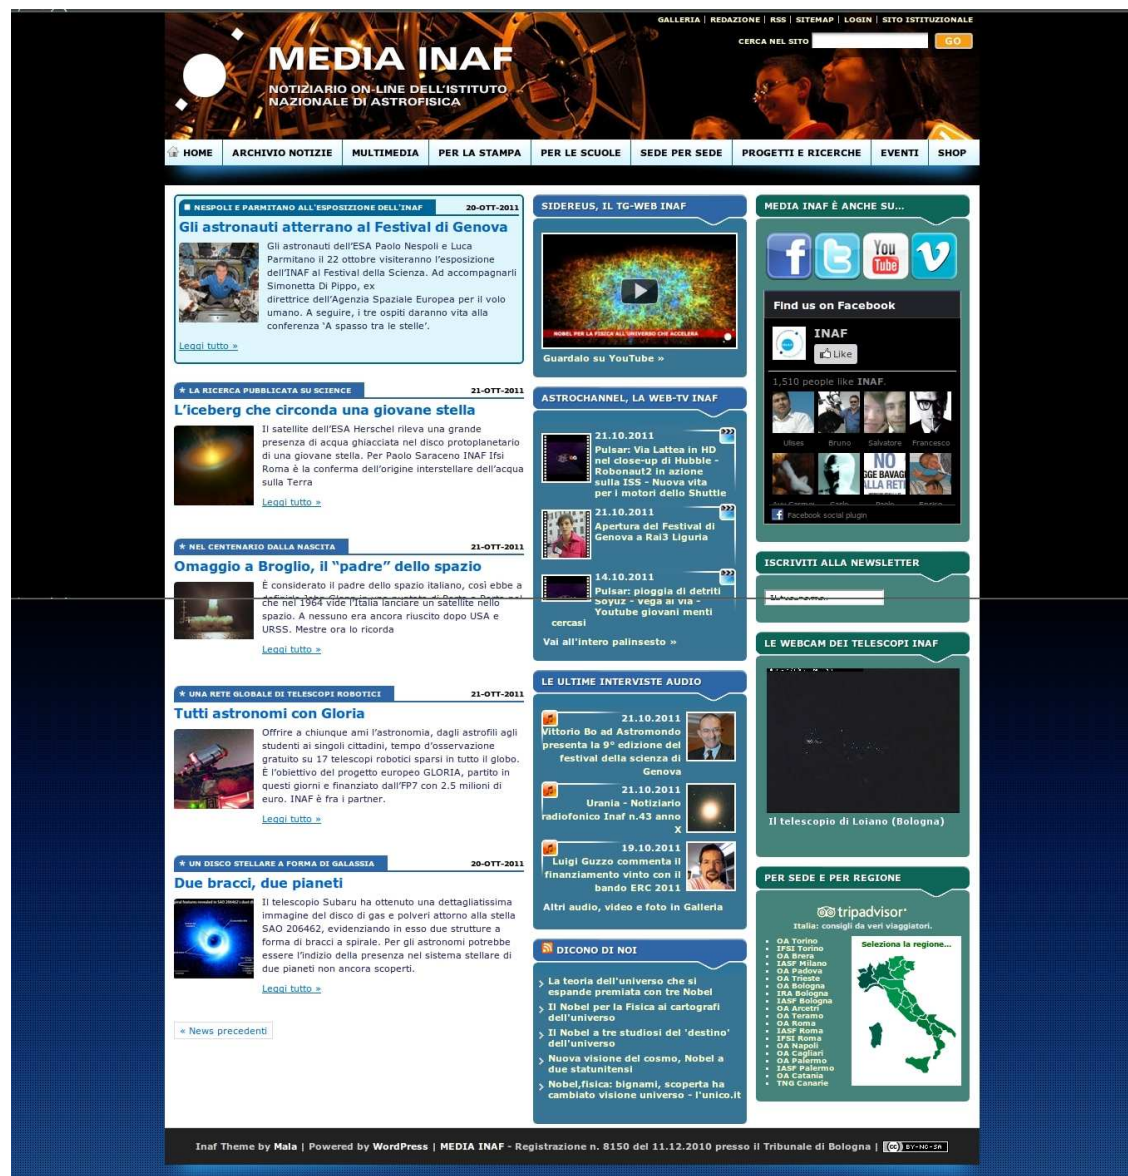 GALLERIA | REDAZIONE | RSS | SITEMAP | LOGIN | SITO ISTITUZIONALE
CERCA NEL SITO GO
MEDIA INAF
NOTIZIARIO ON-LINE DELL'ISTITUTO
NAZIONALE DI ASTROFISICA
HOME ARCHIVIO NOTIZIE MULTIMEDIA PER LA STAMPA PER LE SCUOLE SEDE PER SEDE PROGETTI E RICERCHE EVENTI SHOP
NESPOLI E PARMITANO ALL'ESPOSIZIONE DELL'INAF 20-OTT-2011
Gli astronauti atterrano al Festival di Genova
Gli astronauti dell'ESA Paolo Nespoli e Luca
Parmitano il 22 ottobre visiteranno l'esposizione
dell'INAF al Festival della Scienza. Ad accompagnarli
Simonetta Di Pippo, ex
direttrice dell'Agenzia Spaziale Europea per il volo
umano. A seguire, i tre ospiti daranno vita alla
conferenza 'A spasso tra le stelle'.
Leggi tutto »
LA RICERCA PUBBLICATA SU SCIENCE 21-OTT-2011
L'iceberg che circonda una giovane stella
Il satellite dell'ESA Herschel rileva una grande
presenza di acqua ghiacciata nel disco protoplanetario
di una giovane stella. Per Paolo Saraceno INAF Ifsi
Roma è la conferma dell'origine interstellare dell'acqua
sulla Terra
Leggi tutto »
NEL CENTENARIO DALLA NASCITA 21-OTT-2011
Omaggio a Broglio, il "padre" dello spazio
È considerato il padre dello spazio italiano, così ebbe a
che nel 1964 vide l'Italia lanciare un satellite nello
spazio. A nessuno era ancora riuscito dopo USA e
URSS. Mestre ora lo ricorda
Leggi tutto »
UNA RETE GLOBALE DI TELESCOPI ROBOTICI 21-OTT-2011
Tutti astronomi con Gloria
Offrire a chiunque ami l'astronomia, dagli astrofili agli
studenti ai singoli cittadini, tempo d'osservazione
gratuito su 17 telescopi robotici sparsi in tutto il globo.
È l'obiettivo del progetto europeo GLORIA, partito in
questi giorni e finanziato dall'FP7 con 2.5 milioni di
euro. INAF è fra i partner.
Leggi tutto »
UN DISCO STELLARE A FORMA DI GALASSIA 20-OTT-2011
Due bracci, due pianeti
Il telescopio Subaru ha ottenuto una dettagliatissima
immagine del disco di gas e polveri attorno alla stella
SAO 206462, evidenziando in esso due strutture a
forma di bracci a spirale. Per gli astronomi potrebbe
essere l'indizio della presenza nel sistema stellare di
due pianeti non ancora scoperti.
Leggi tutto »
« News precedenti
SIDEREUS, IL TG-WEB INAF
NOBEL PER LA FISICA ALL'UNIVERSO CHE ACCELERA
Guardalo su YouTube »
ASTROCHANNEL, LA WEB-TV INAF
21.10.2011
Pulsar: Via Lattea in HD
nel close-up di Hubble -
Robonaut2 in azione
sulla ISS - Nuova vita
per i motori dello Shuttle
21.10.2011
Apertura del Festival di
Genova a Rai3 Liguria
14.10.2011
Pulsar: pioggia di detriti
Soyuz - Vega al via -
Youtube giovani menti
cercasi
Vai all'intero palinsesto »
LE ULTIME INTERVISTE AUDIO
21.10.2011
Vittorio Bo ad Astromondo
presenta la 9° edizione del
festival della scienza di
Genova
21.10.2011
Urania - Notiziario
radiofonico Inaf n.43 anno
X
19.10.2011
Luigi Guzzo commenta il
finanziamento vinto con il
bando ERC 2011
Altri audio, video e foto in Galleria
DICONO DI NOI
La teoria dell'universo che si
espande premiata con tre Nobel
Il Nobel per la Fisica ai cartografi
dell'universo
Il Nobel a tre studiosi del 'destino'
dell'universo
Nuova visione del cosmo, Nobel a
due statunitensi
Nobel,fisica: bignami, scoperta ha
cambiato visione universo - l'unico.it
MEDIA INAF È ANCHE SU...
You
Tube
Find us on Facebook
INAF
Like
1,510 people like INAF.
Ulises Bruno Salvatore Francesco
NO
Facebook social plugin
ISCRIVITI ALLA NEWSLETTER
LE WEBCAM DEI TELESCOPI INAF
Il telescopio di Loiano (Bologna)
PER SEDE E PER REGIONE
tripadvisor
Italia: consigli da veri viaggiatori.
Seleziona la regione...
OA Torino
IFSI Torino
OA Brera
IASF Milano
OA Padova
OA Trieste
OA Bologna
IRA Bologna
IASF Bologna
OA Arcetri
OA Teramo
OA Roma
IASF Roma
IFSI Roma
OA Napoli
OA Cagliari
OA Palermo
IASF Palermo
OA Catania
TNG Canarie
Inaf Theme by Mala | Powered by WordPress | MEDIA INAF - Registrazione n. 8150 del 11.12.2010 presso il Tribunale di Bologna | cc BY-NC-SA